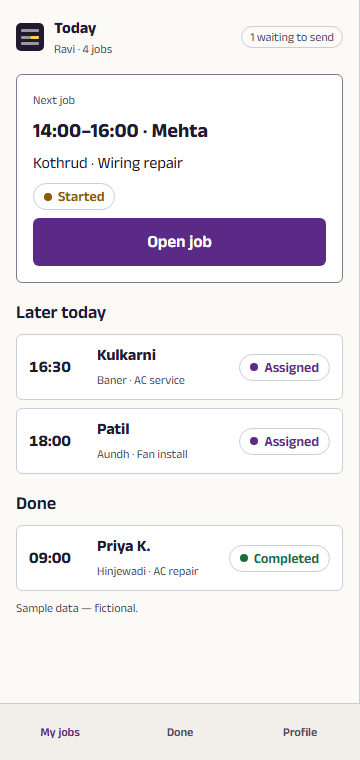 Today
Ravi · 4 jobs
1 waiting to send
Next job
14:00–16:00 · Mehta
Kothrud · Wiring repair
Started
Open job
Later today
16:30
Kulkarni
Baner · AC service
Assigned
18:00
Patil
Aundh · Fan install
Assigned
Done
09:00
Priya K.
Hinjewadi · AC repair
Completed
Sample data — fictional.
My jobs
Done
Profile